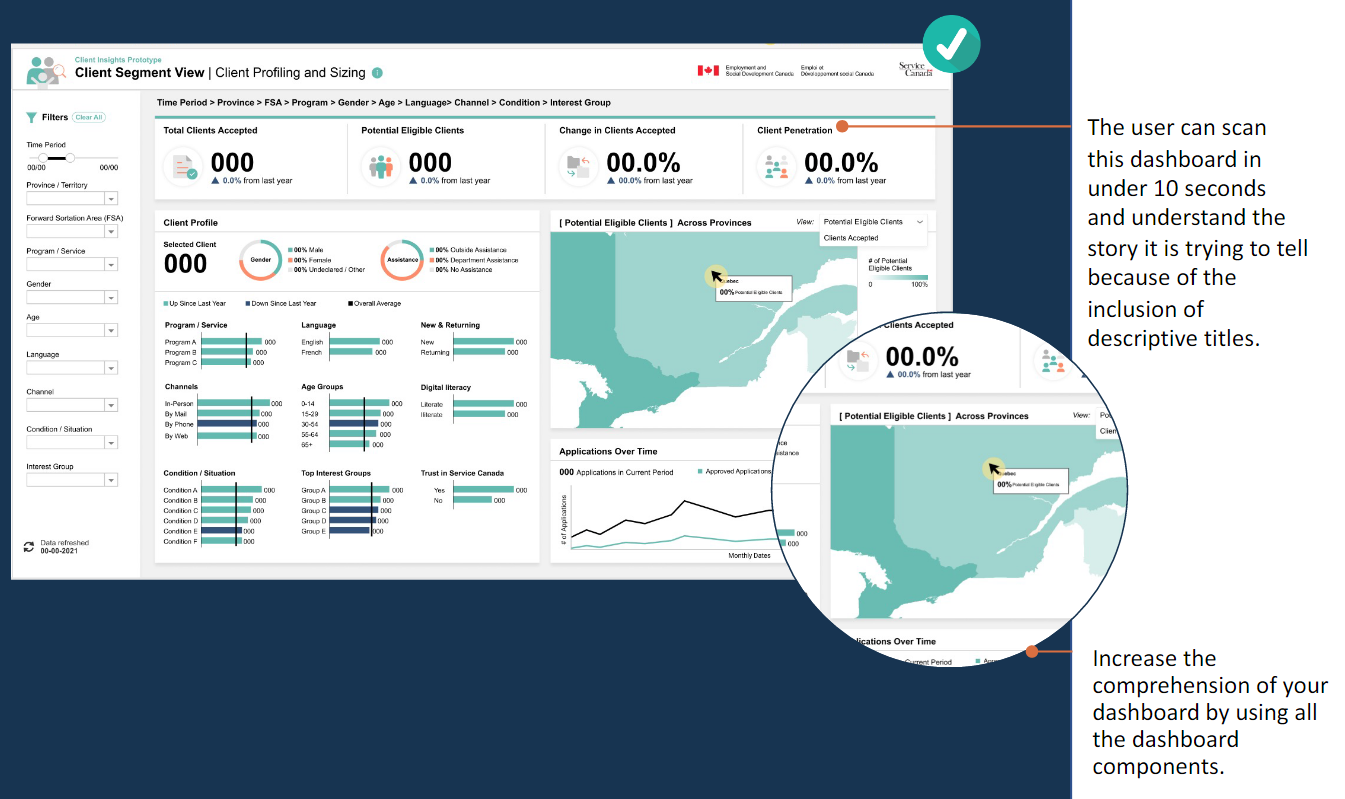 Client Insights Prototype
Client Segment View | Client Profiling and Sizing
i
Employment and
Social Development Canada
Emploi et
Développement social Canada
Service
Canada
Filters
Clear All
Time Period
00/00
00/00
Province / Territory
Forward Sortation Area (FSA)
Program / Service
Gender
Age
Language
Channel
Condition / Situation
Interest Group
Data refreshed
00-00-2021
Time Period > Province > FSA > Program > Gender > Age > Language> Channel > Condition > Interest Group
Total Clients Accepted
000
0.0% from last year
Potential Eligible Clients
000
0.0% from last year
Change in Clients Accepted
00.0%
00.0% from last year
Client Penetration
00.0%
0.0% from last year
Client Profile
Selected Client
000
Gender
00% Male
00% Female
00% Undeclared / Other
Assistance
00% Outside Assistance
00% Department Assistance
00% No Assistance
Up Since Last Year
Down Since Last Year
Overall Average
Program / Service
Program A 000
Program B 000
Program C 000
Language
English 000
French 000
New & Returning
New 000
Returning 000
Channels
In-Person 000
By Mail 000
By Phone 000
By Web 000
Age Groups
0-14 000
15-29 000
30-54 000
55-64 000
65+ 000
Digital literacy
Literate 000
Illiterate 000
Condition / Situation
Condition A 000
Condition B 000
Condition C 000
Condition D 000
Condition E 000
Condition F 000
Top Interest Groups
Group A 000
Group B 000
Group C 000
Group D 000
Group E 000
Trust in Service Canada
Yes 000
No 000
[ Potential Eligible Clients ] Across Provinces
View:
Potential Eligible Clients
Clients Accepted
# of Potential
Eligible Clients
0 100%
00% Potential Eligible Clients
Applications Over Time
000 Applications in Current Period
Approved Applications
# of Applications
Monthly Dates
Clients Accepted
00.0%
00.0% from last year
[ Potential Eligible Clients ] Across Provinces
View:
00% Potential Eligible Clients
000
000
lications Over Time
Current Period
The user can scan
this dashboard in
under 10 seconds
and understand the
story it is trying to tell
because of the
inclusion of
descriptive titles.
Increase the
comprehension of your
dashboard by using all
the dashboard
components.